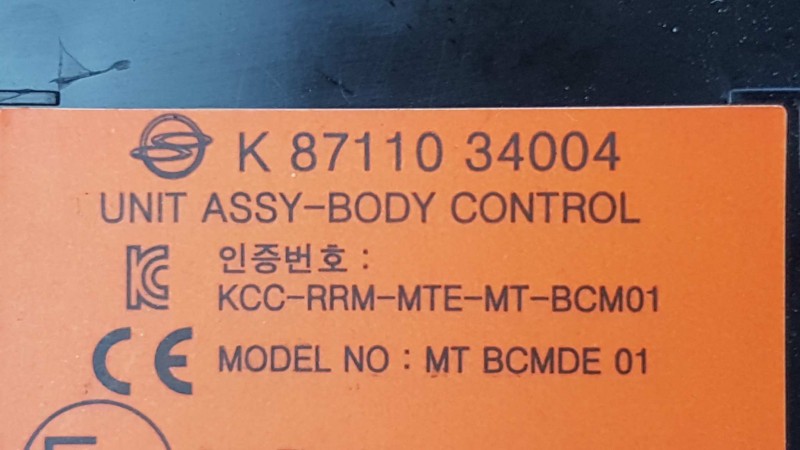 K 87110 34004
UNIT ASSY-BODY CONTROL
인증번호 :
KCC-RRM-MTE-MT-BCM01
CE MODEL NO : MT BCMDE 01